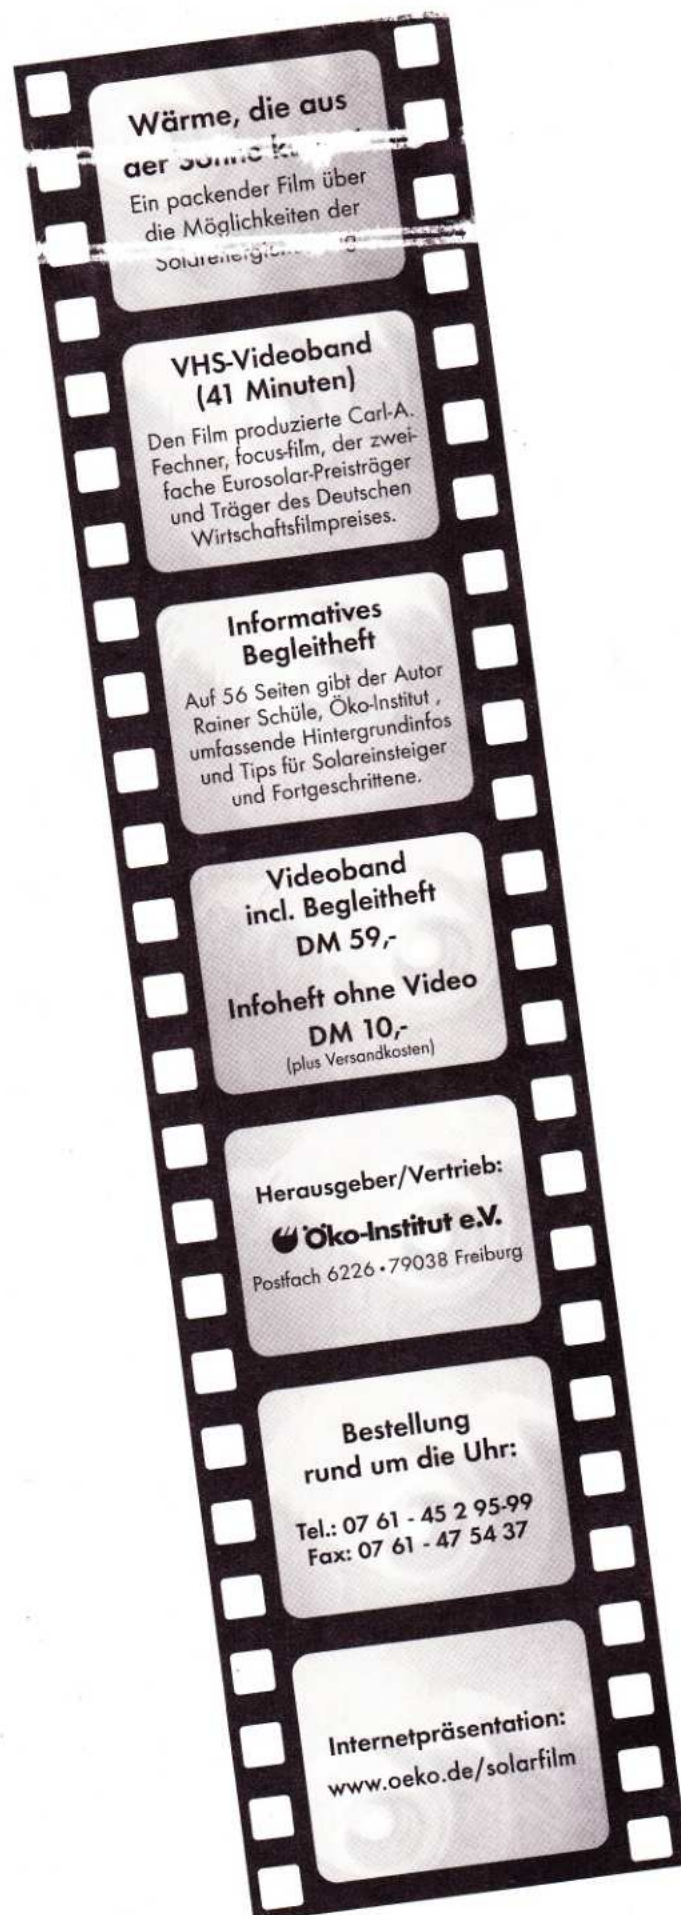 Wärme, die aus
der Sonne
Ein packender Film über
die Möglichkeiten der
VHS-Videoband
(41 Minuten)
Den Film produzierte Carl-A.
Fechner, focus-film, der zwei-
fache Eurosolar-Preisträger
und Träger des Deutschen
Wirtschaftsfilmpreises.
Informatives
Begleitheft
Auf 56 Seiten gibt der Autor
Rainer Schüle, Öko-Institut ,
umfassende Hintergrundinfos
und Tips für Solareinsteiger
und Fortgeschrittene.
Videoband
incl. Begleitheft
DM 59,-
Infoheft ohne Video
DM 10,-
(plus Versandkosten)
Herausgeber/Vertrieb:
Öko-Institut e.V.
Postfach 6226 • 79038 Freiburg
Bestellung
rund um die Uhr:
Tel.: 07 61 - 45 2 95-99
Fax: 07 61 - 47 54 37
Internetpräsentation:
www.oeko.de/solarfilm